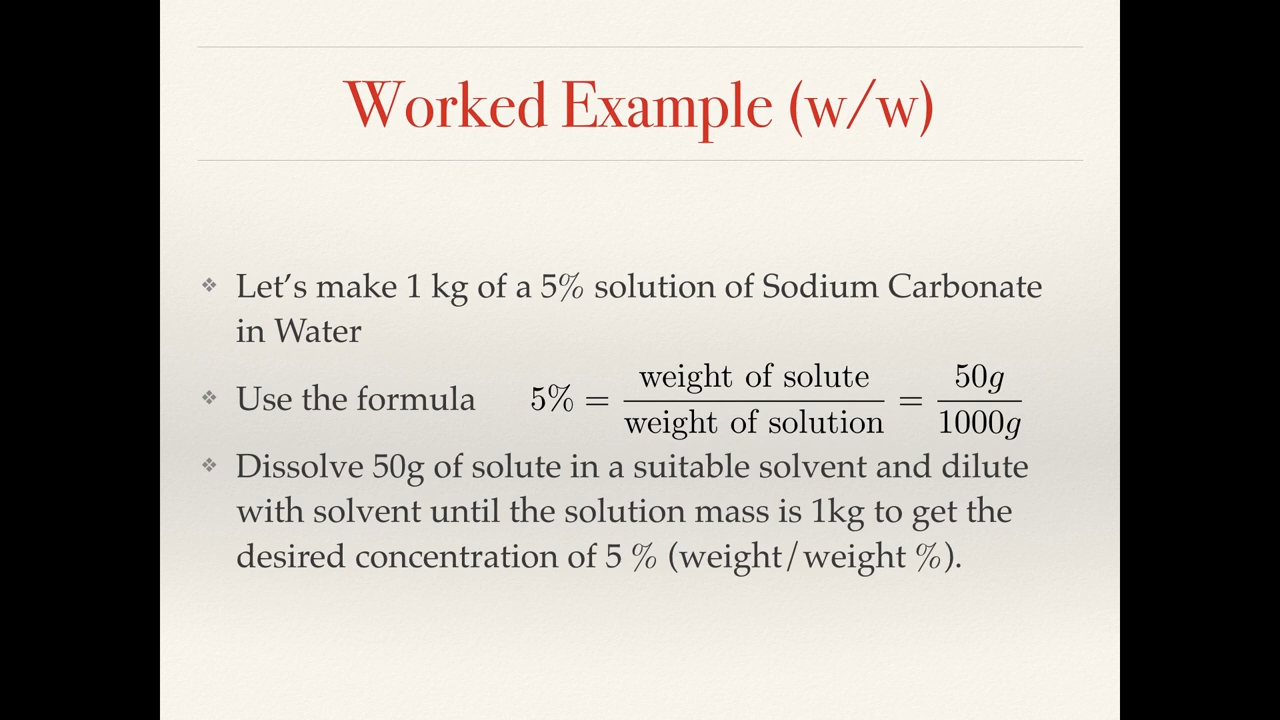 Worked Example (w/w)
❖ Let’s make 1 kg of a 5% solution of Sodium Carbonate
in Water
❖ Use the formula 5% = weight of solute / weight of solution = 50g / 1000g
❖ Dissolve 50g of solute in a suitable solvent and dilute
with solvent until the solution mass is 1kg to get the
desired concentration of 5 % (weight/weight %).